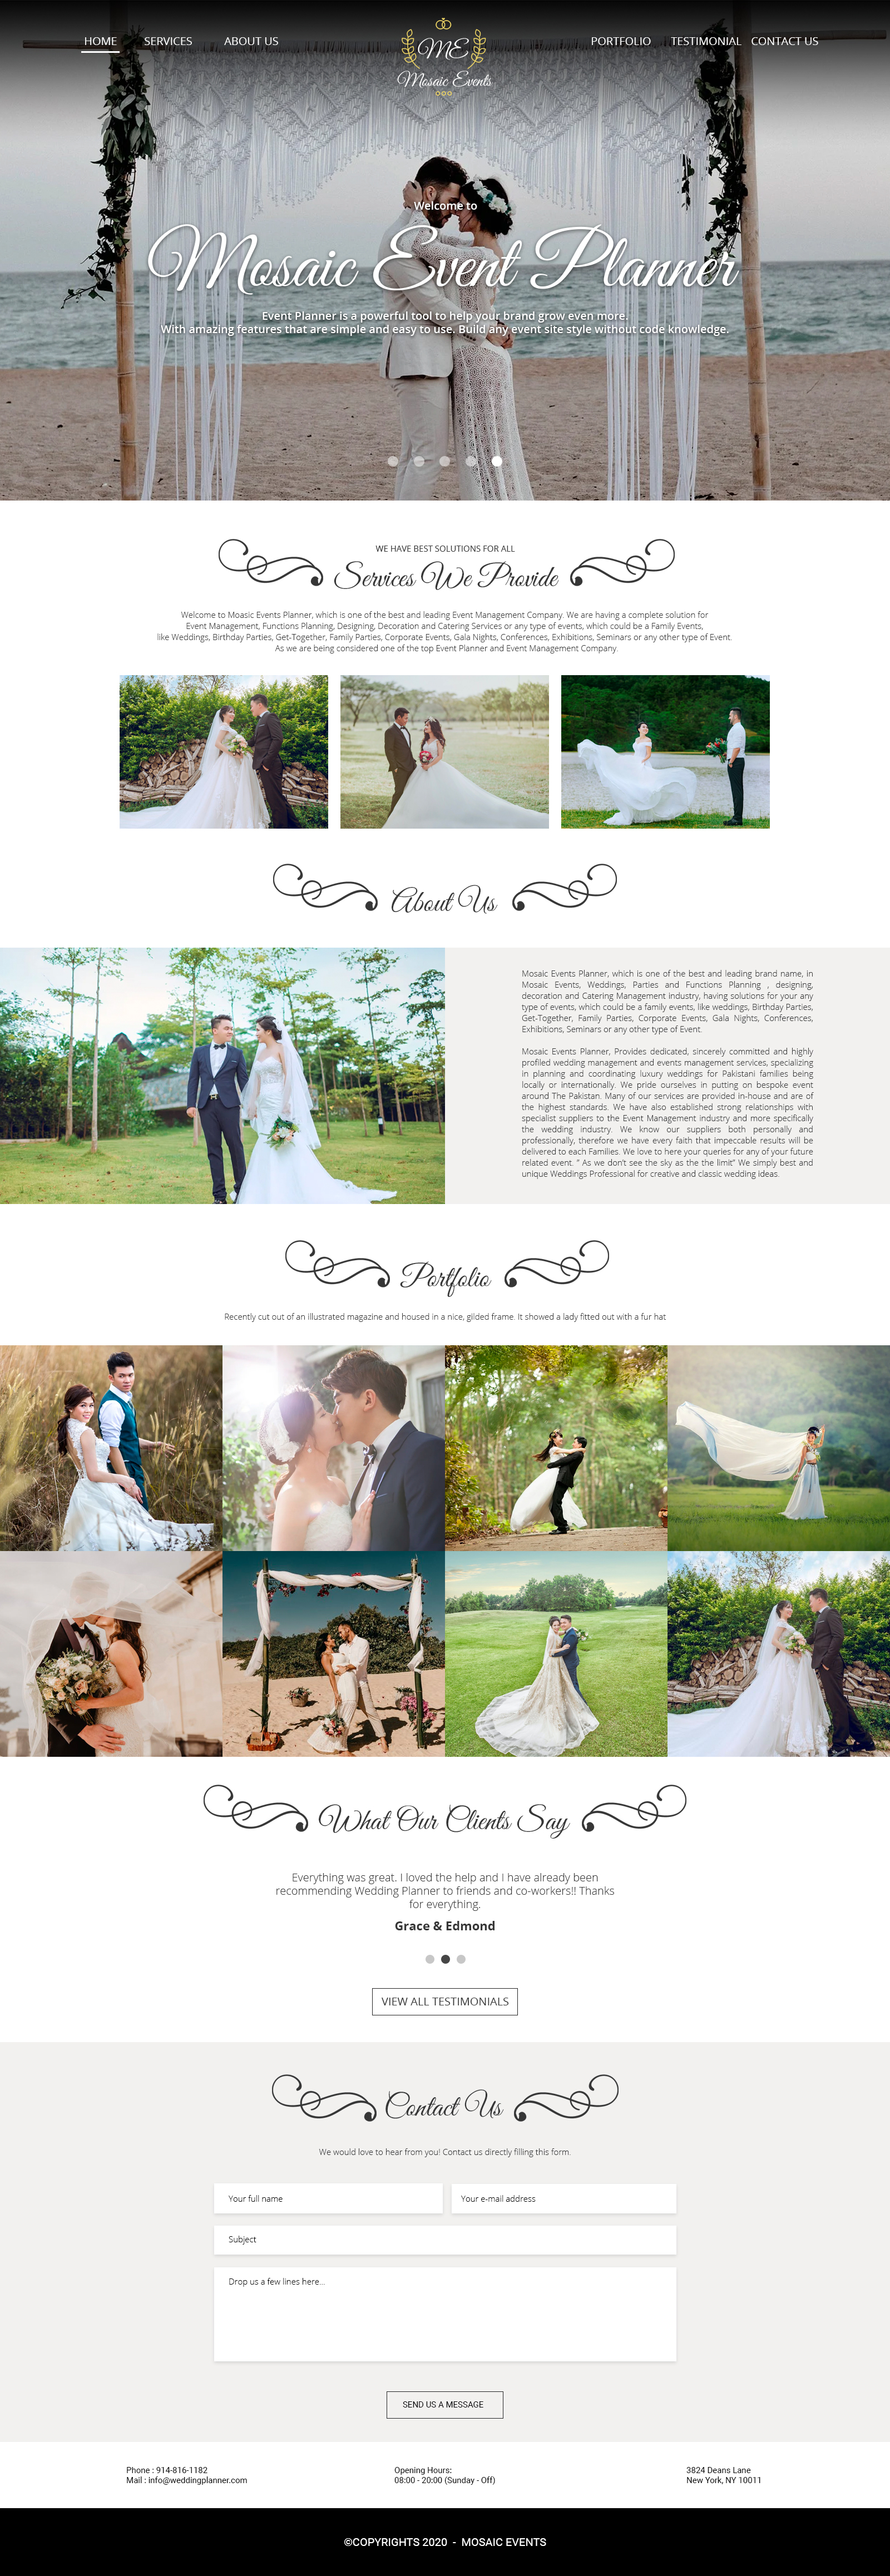 HOME SERVICES ABOUT US PORTFOLIO TESTIMONIAL CONTACT US
ME
Mosaic Events
Welcome to
Mosaic Event Planner
Event Planner is a powerful tool to help your brand grow even more.
With amazing features that are simple and easy to use. Build any event site style without code knowledge.
WE HAVE BEST SOLUTIONS FOR ALL
Services We Provide
Welcome to Moasic Events Planner, which is one of the best and leading Event Management Company. We are having a complete solution for
Event Management, Functions Planning, Designing, Decoration and Catering Services or any type of events, which could be a Family Events,
like Weddings, Birthday Parties, Get-Together, Family Parties, Corporate Events, Gala Nights, Conferences, Exhibitions, Seminars or any other type of Event.
As we are being considered one of the top Event Planner and Event Management Company.
About Us
Mosaic Events Planner, which is one of the best and leading brand name, in
Mosaic Events, Weddings, Parties and Functions Planning , designing,
decoration and Catering Management industry, having solutions for your any
type of events, which could be a family events, like weddings, Birthday Parties,
Get-Together, Family Parties, Corporate Events, Gala Nights, Conferences,
Exhibitions, Seminars or any other type of Event.
Mosaic Events Planner, Provides dedicated, sincerely committed and highly
profiled wedding management and events management services, specializing
in planning and coordinating luxury weddings for Pakistani families being
locally or internationally. We pride ourselves in putting on bespoke event
around The Pakistan. Many of our services are provided in-house and are of
the highest standards. We have also established strong relationships with
specialist suppliers to the Event Management industry and more specifically
the wedding industry. We know our suppliers both personally and
professionally, therefore we have every faith that impeccable results will be
delivered to each Families. We love to here your queries for any of your future
related event. “ As we don’t see the sky as the the limit” We simply best and
unique Weddings Professional for creative and classic wedding ideas.
Portfolio
Recently cut out of an illustrated magazine and housed in a nice, gilded frame. It showed a lady fitted out with a fur hat
What Our Clients Say
Everything was great. I loved the help and I have already been
recommending Wedding Planner to friends and co-workers!! Thanks
for everything.
Grace & Edmond
VIEW ALL TESTIMONIALS
Contact Us
We would love to hear from you! Contact us directly filling this form.
Your full name Your e-mail address
Subject
Drop us a few lines here...
SEND US A MESSAGE
Phone : 914-816-1182
Mail : info@weddingplanner.com
Opening Hours:
08:00 - 20:00 (Sunday - Off)
3824 Deans Lane
New York, NY 10011
©COPYRIGHTS 2020 - MOSAIC EVENTS